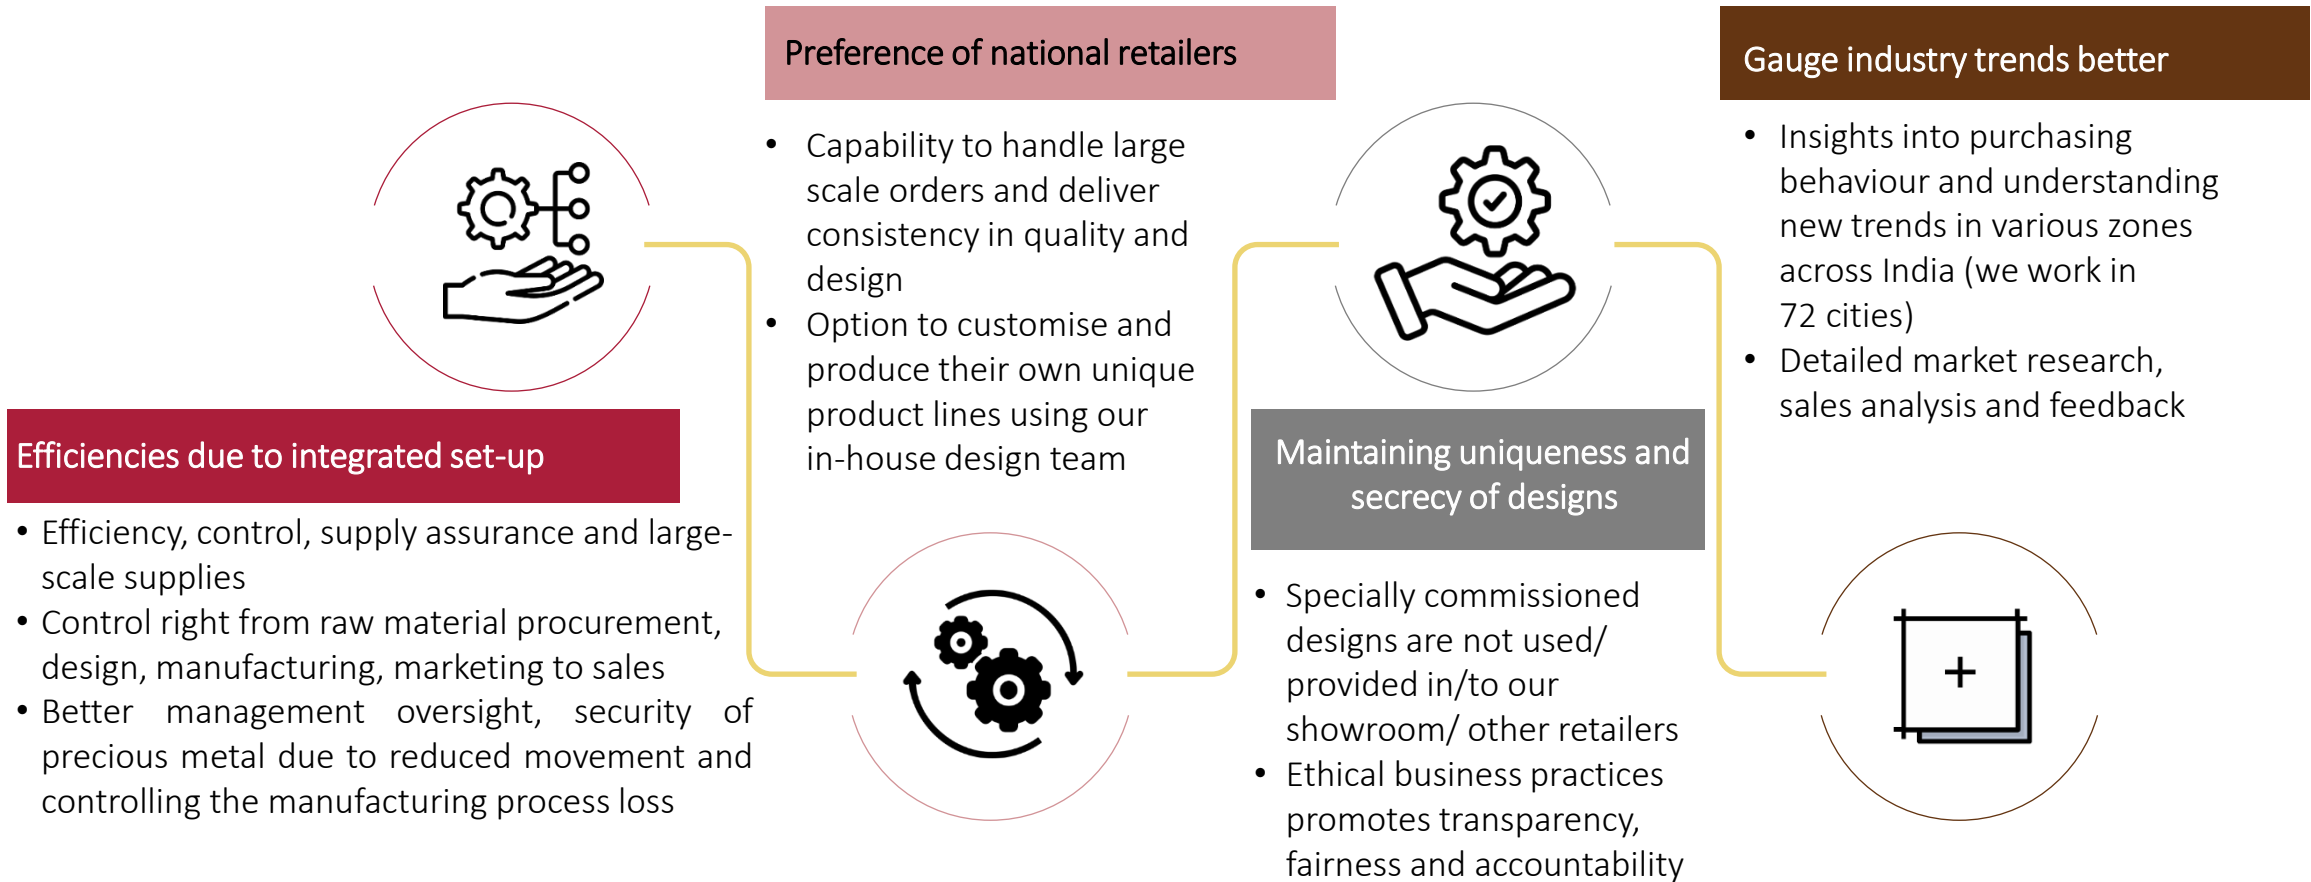 Efficiencies due to integrated set-up
• Efficiency, control, supply assurance and large-
scale supplies
• Control right from raw material procurement,
design, manufacturing, marketing to sales
• Better management oversight, security of
precious metal due to reduced movement and
controlling the manufacturing process loss
Preference of national retailers
• Capability to handle large
scale orders and deliver
consistency in quality and
design
• Option to customise and
produce their own unique
product lines using our
in-house design team
Maintaining uniqueness and
secrecy of designs
• Specially commissioned
designs are not used/
provided in/to our
showroom/ other retailers
• Ethical business practices
promotes transparency,
fairness and accountability
Gauge industry trends better
• Insights into purchasing
behaviour and understanding
new trends in various zones
across India (we work in
72 cities)
• Detailed market research,
sales analysis and feedback